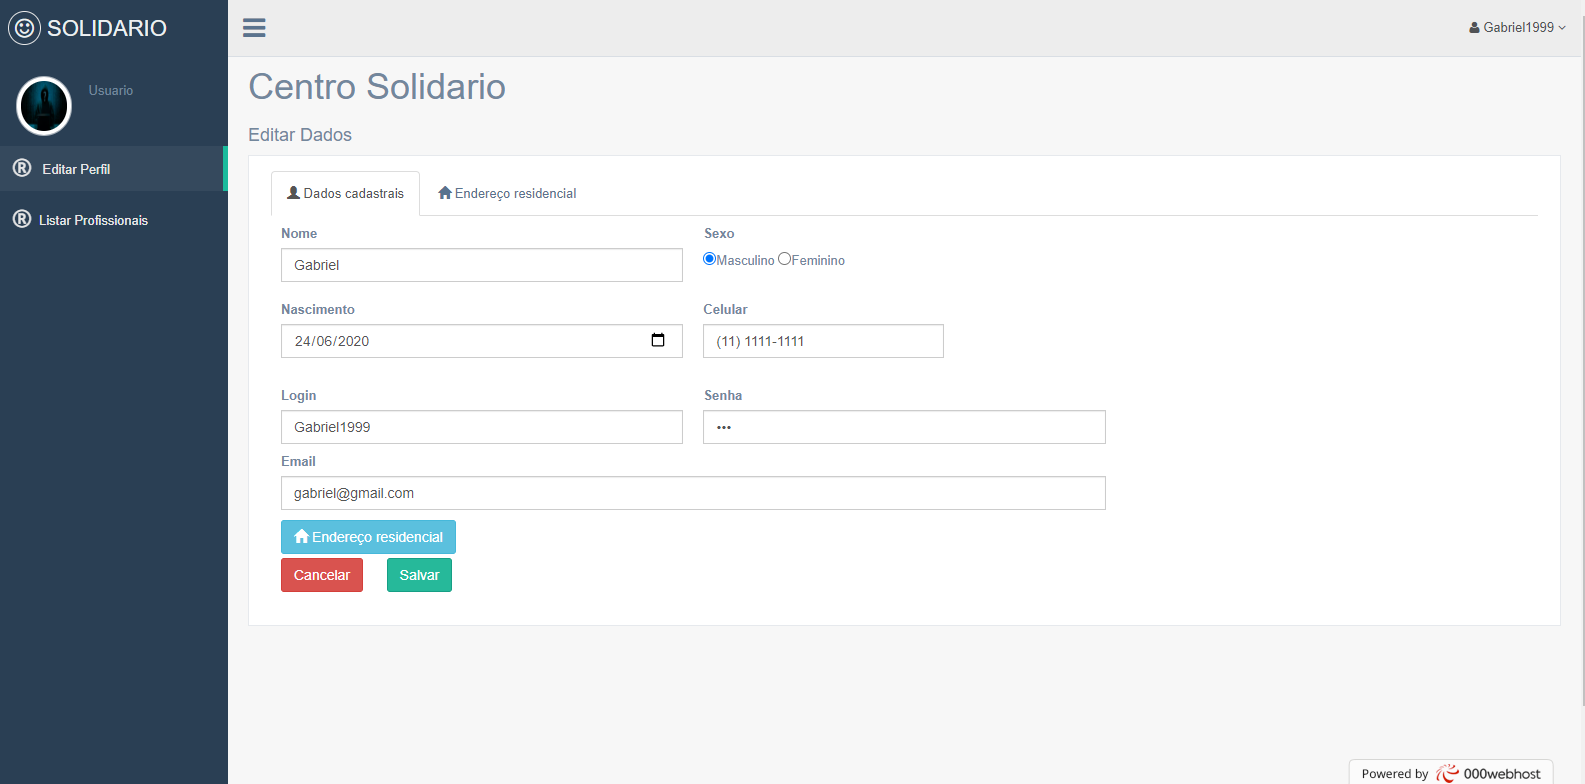 SOLIDARIO
Gabriel1999
Usuario
Centro Solidario
Editar Dados
Editar Perfil
Listar Profissionais
Dados cadastrais
Endereço residencial
Nome
Sexo
Gabriel
Masculino Feminino
Nascimento
Celular
24/06/2020
(11) 1111-1111
Login
Senha
Gabriel1999
•••
Email
gabriel@gmail.com
Endereço residencial
Cancelar
Salvar
Powered by 000webhost